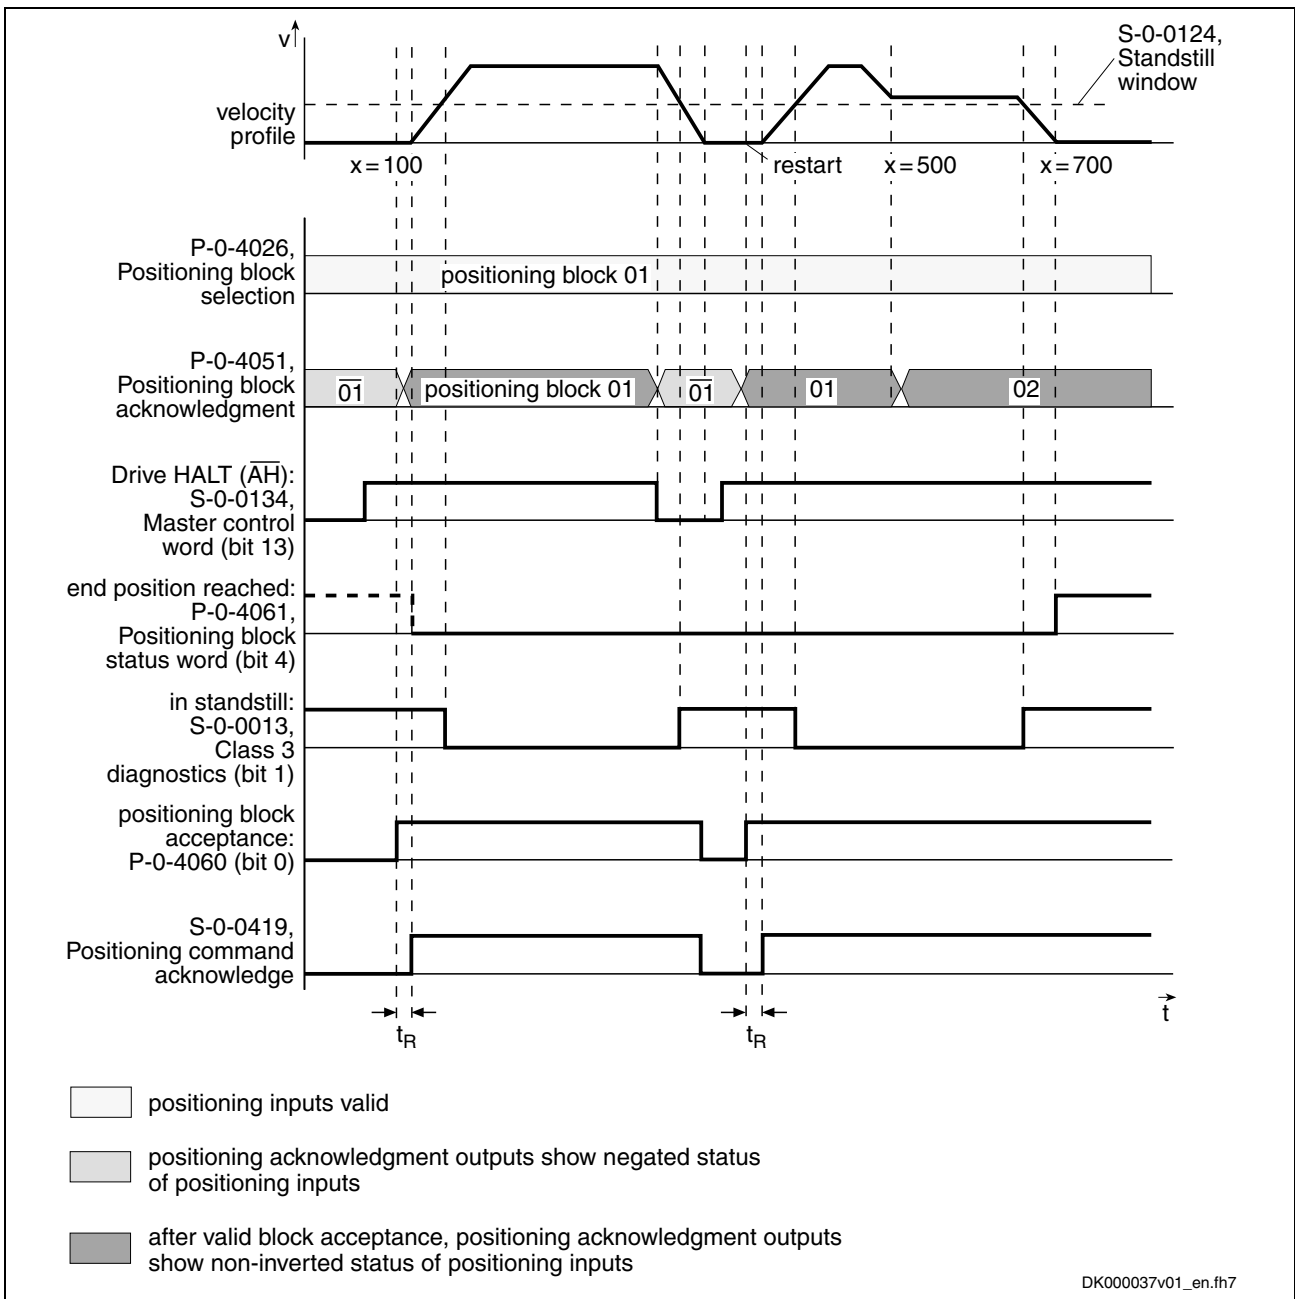 v
S-0-0124,
Standstill
window
velocity
profile
x=100
restart
x=500
x=700
P-0-4026,
Positioning block
selection
positioning block 01
P-0-4051,
Positioning block
acknowledgment
0̅1̅
positioning block 01
0̅1̅
01
02
Drive HALT (A̅H̅):
S-0-0134,
Master control
word (bit 13)
end position reached:
P-0-4061,
Positioning block
status word (bit 4)
in standstill:
S-0-0013,
Class 3
diagnostics (bit 1)
positioning block
acceptance:
P-0-4060 (bit 0)
S-0-0419,
Positioning command
acknowledge
t
tR
tR
positioning inputs valid
positioning acknowledgment outputs show negated status
of positioning inputs
after valid block acceptance, positioning acknowledgment outputs
show non-inverted status of positioning inputs
DK000037v01_en.fh7